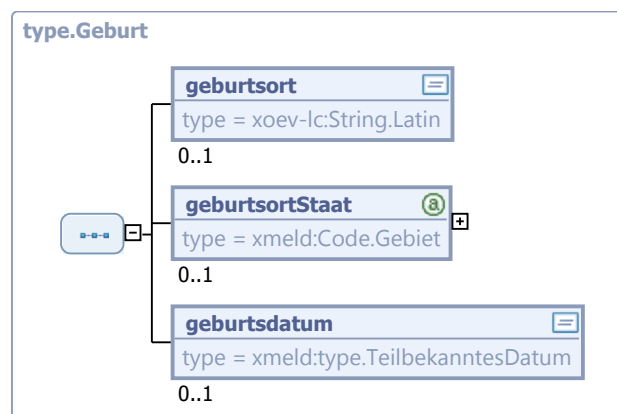 type.Geburt
geburtsort
type = xoev-lc:String.Latin
0..1
geburtsortStaat
type = xmeld:Code.Gebiet
0..1
geburtsdatum
type = xmeld:type.TeilbekanntesDatum
0..1